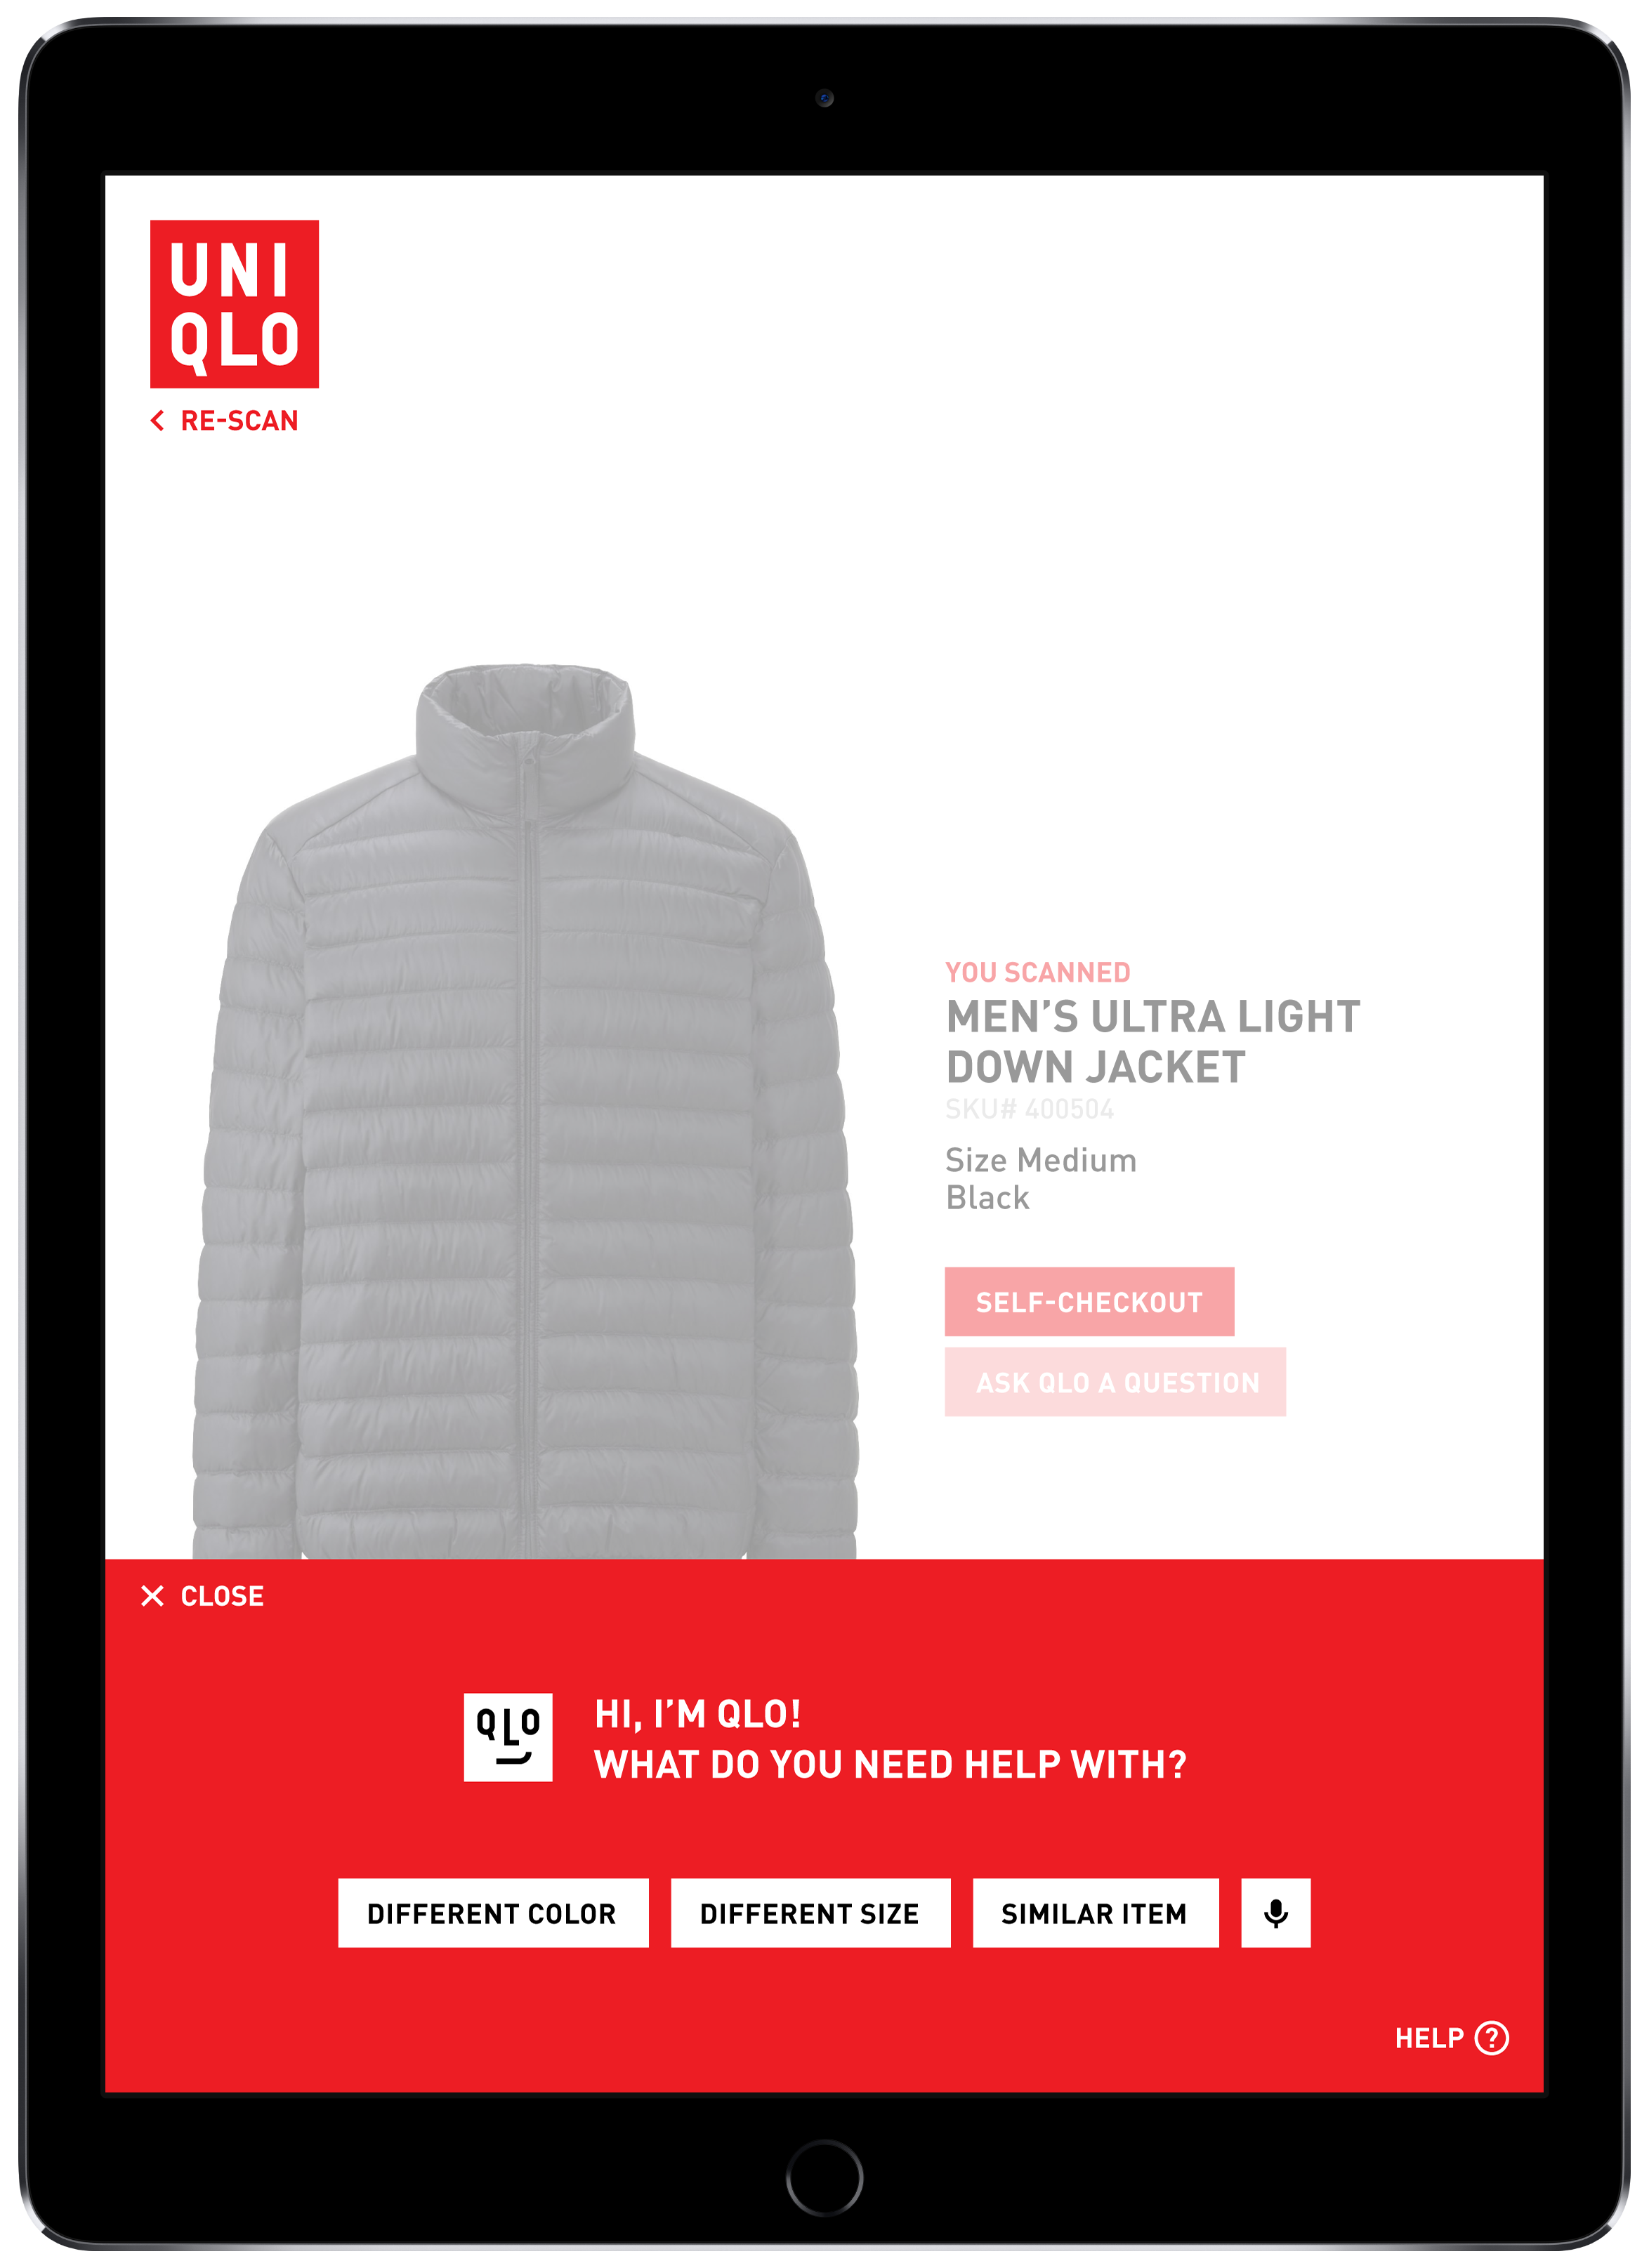 UNI
QLO
RE-SCAN
YOU SCANNED
MEN’S ULTRA LIGHT
DOWN JACKET
SKU# 400504
Size Medium
Black
SELF-CHECKOUT
ASK QLO A QUESTION
CLOSE
QLO
HI, I’M QLO!
WHAT DO YOU NEED HELP WITH?
DIFFERENT COLOR
DIFFERENT SIZE
SIMILAR ITEM
HELP ?